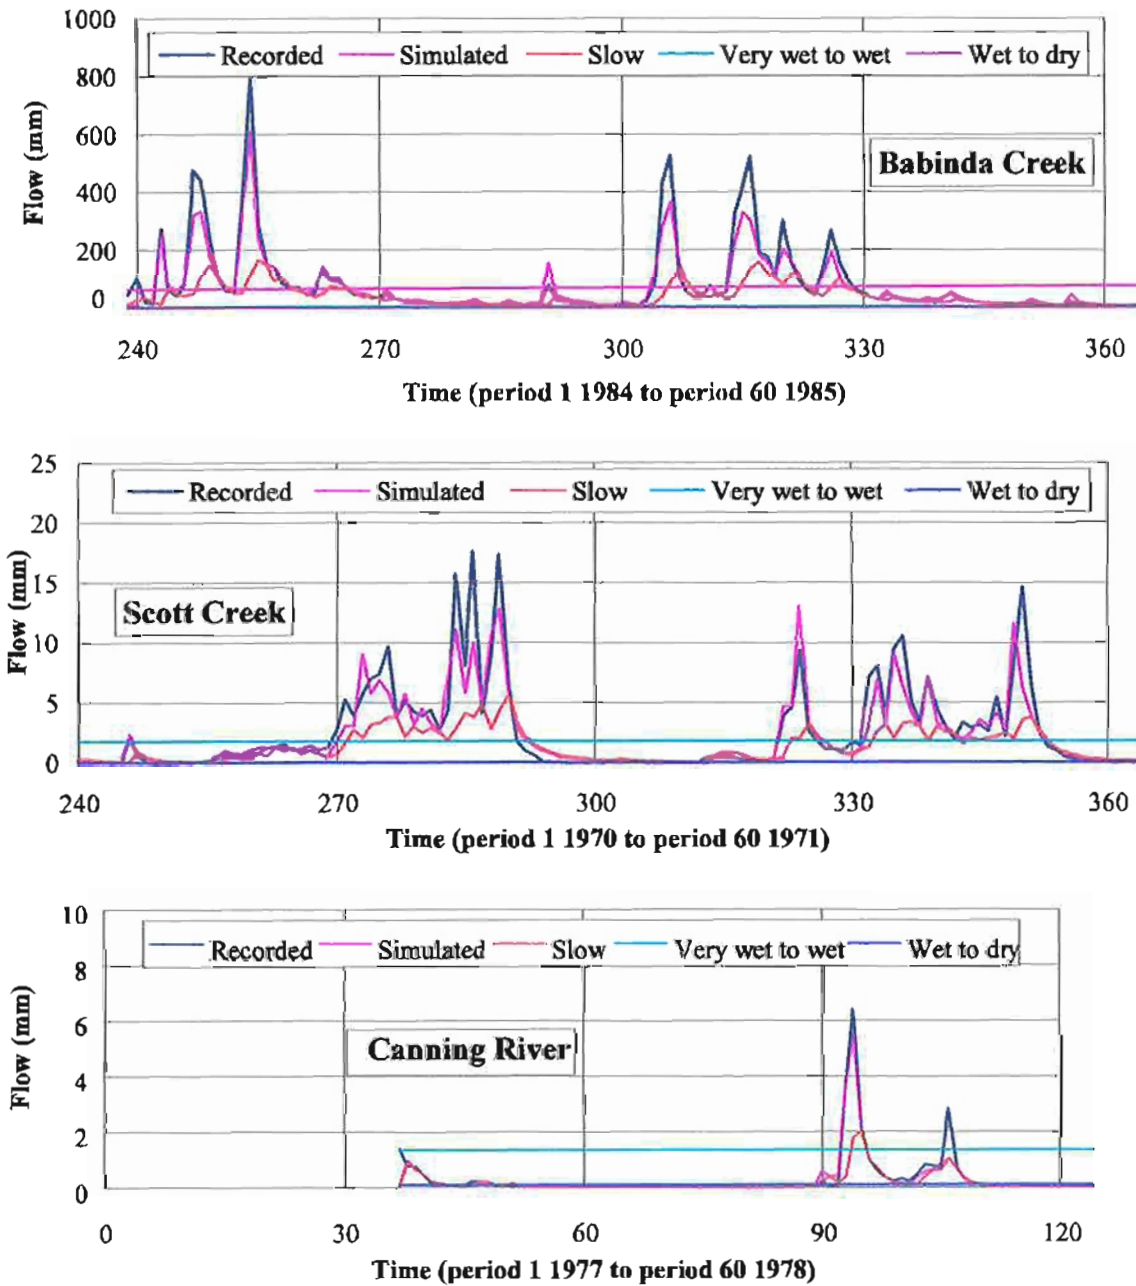 1000
Recorded Simulated Slow Very wet to wet Wet to dry
800
600
Babinda Creek
400
200
0
Flow (mm)
240 270 300 330 360
Time (period 1 1984 to period 60 1985)
25
Recorded Simulated Slow Very wet to wet Wet to dry
20
15
Scott Creek
10
5
0
Flow (mm)
240 270 300 330 360
Time (period 1 1970 to period 60 1971)
10
Recorded Simulated Slow Very wet to wet Wet to dry
8
6
Canning River
4
2
0
Flow (mm)
0 30 60 90 120
Time (period 1 1977 to period 60 1978)